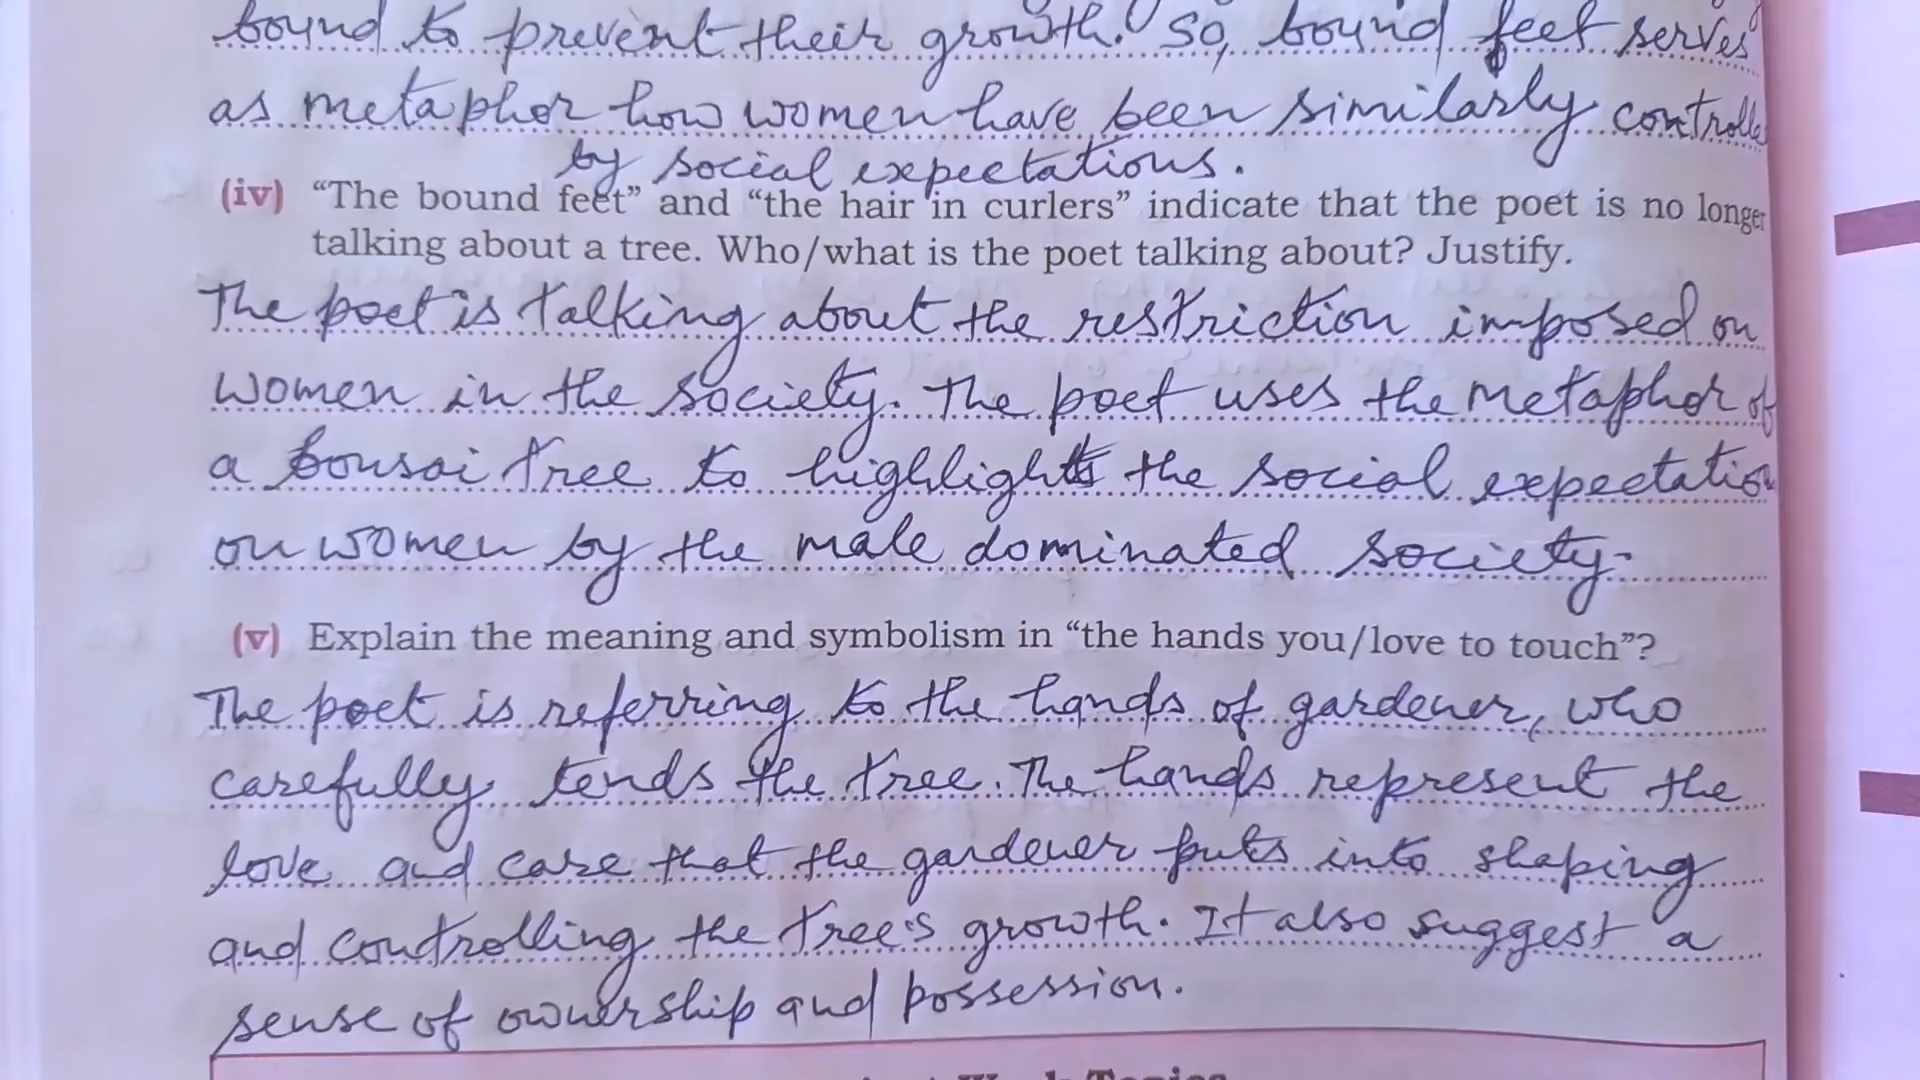 bound to prevent their growth. So, bound feet serves
as metaphor how women have been similarly controlle
by social expectations.
(iv) “The bound feet” and “the hair in curlers” indicate that the poet is no longer
talking about a tree. Who/what is the poet talking about? Justify.
The poet is talking about the restriction imposed on
women in the society. The poet uses the metaphor of
a bonsai tree to highlights the social expectation
on women by the male dominated society.
(v) Explain the meaning and symbolism in “the hands you/love to touch”?
The poet is referring to the hands of gardener, who
carefully tends the tree. The hands represent the
love and care that the gardener puts into shaping
and controlling the tree's growth. It also suggest a
sense of ownership and possession.
Topics